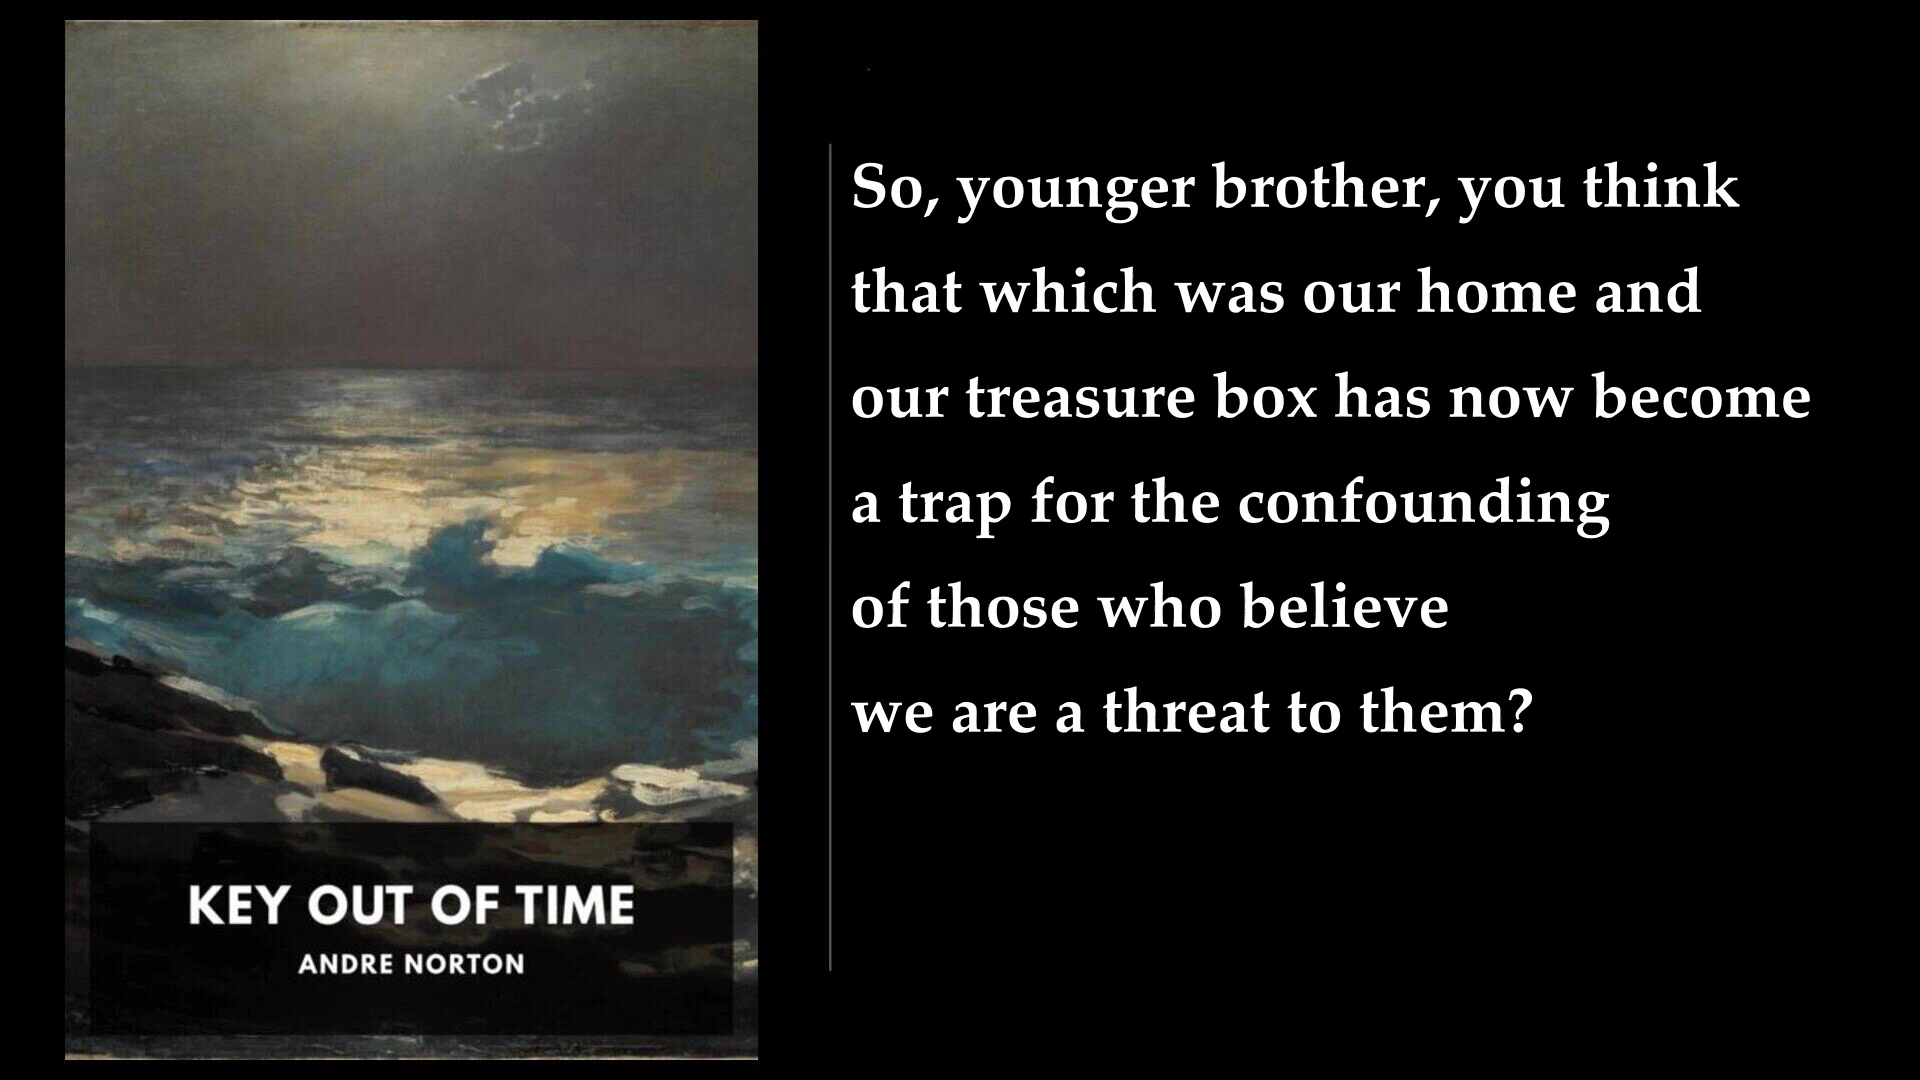 So, younger brother, you think
that which was our home and
our treasure box has now become
a trap for the confounding
of those who believe
we are a threat to them?
KEY OUT OF TIME
ANDRE NORTON